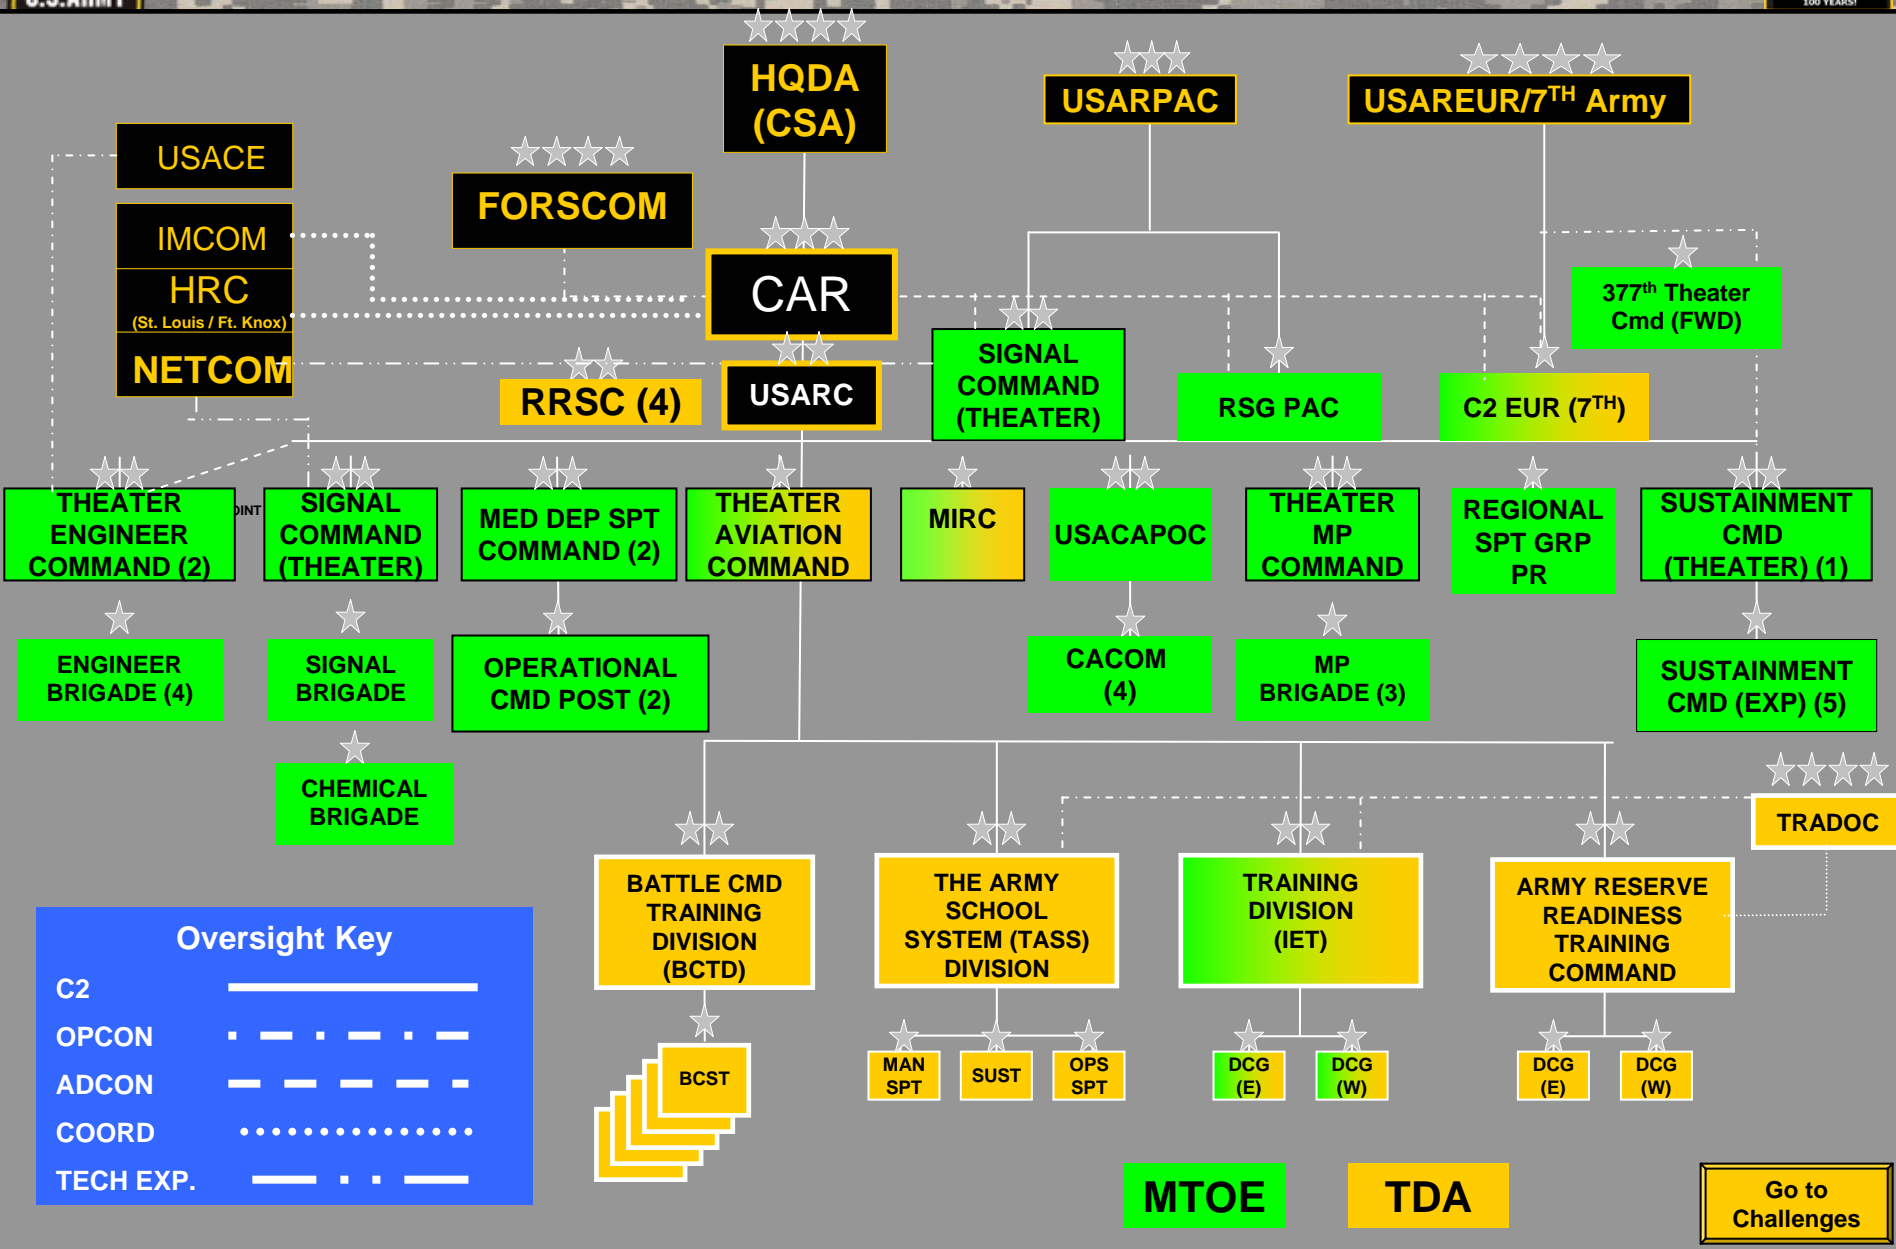 U.S.ARMY
100 YEARS!
HQDA
(CSA)
USARPAC
USAREUR/7TH Army
USACE
FORSCOM
IMCOM
HRC
(St. Louis / Ft. Knox)
NETCOM
CAR
377th Theater
Cmd (FWD)
RRSC (4)
USARC
SIGNAL
COMMAND
(THEATER)
RSG PAC
C2 EUR (7TH)
THEATER
ENGINEER
COMMAND (2)
OINT
SIGNAL
COMMAND
(THEATER)
MED DEP SPT
COMMAND (2)
THEATER
AVIATION
COMMAND
MIRC
USACAPOC
THEATER
MP
COMMAND
REGIONAL
SPT GRP
PR
SUSTAINMENT
CMD
(THEATER) (1)
ENGINEER
BRIGADE (4)
SIGNAL
BRIGADE
OPERATIONAL
CMD POST (2)
CACOM
(4)
MP
BRIGADE (3)
SUSTAINMENT
CMD (EXP) (5)
CHEMICAL
BRIGADE
TRADOC
BATTLE CMD
TRAINING
DIVISION
(BCTD)
THE ARMY
SCHOOL
SYSTEM (TASS)
DIVISION
TRAINING
DIVISION
(IET)
ARMY RESERVE
READINESS
TRAINING
COMMAND
BCST
MAN
SPT
SUST
OPS
SPT
DCG
(E)
DCG
(W)
DCG
(E)
DCG
(W)
Oversight Key
C2
OPCON
ADCON
COORD
TECH EXP.
MTOE
TDA
Go to
Challenges